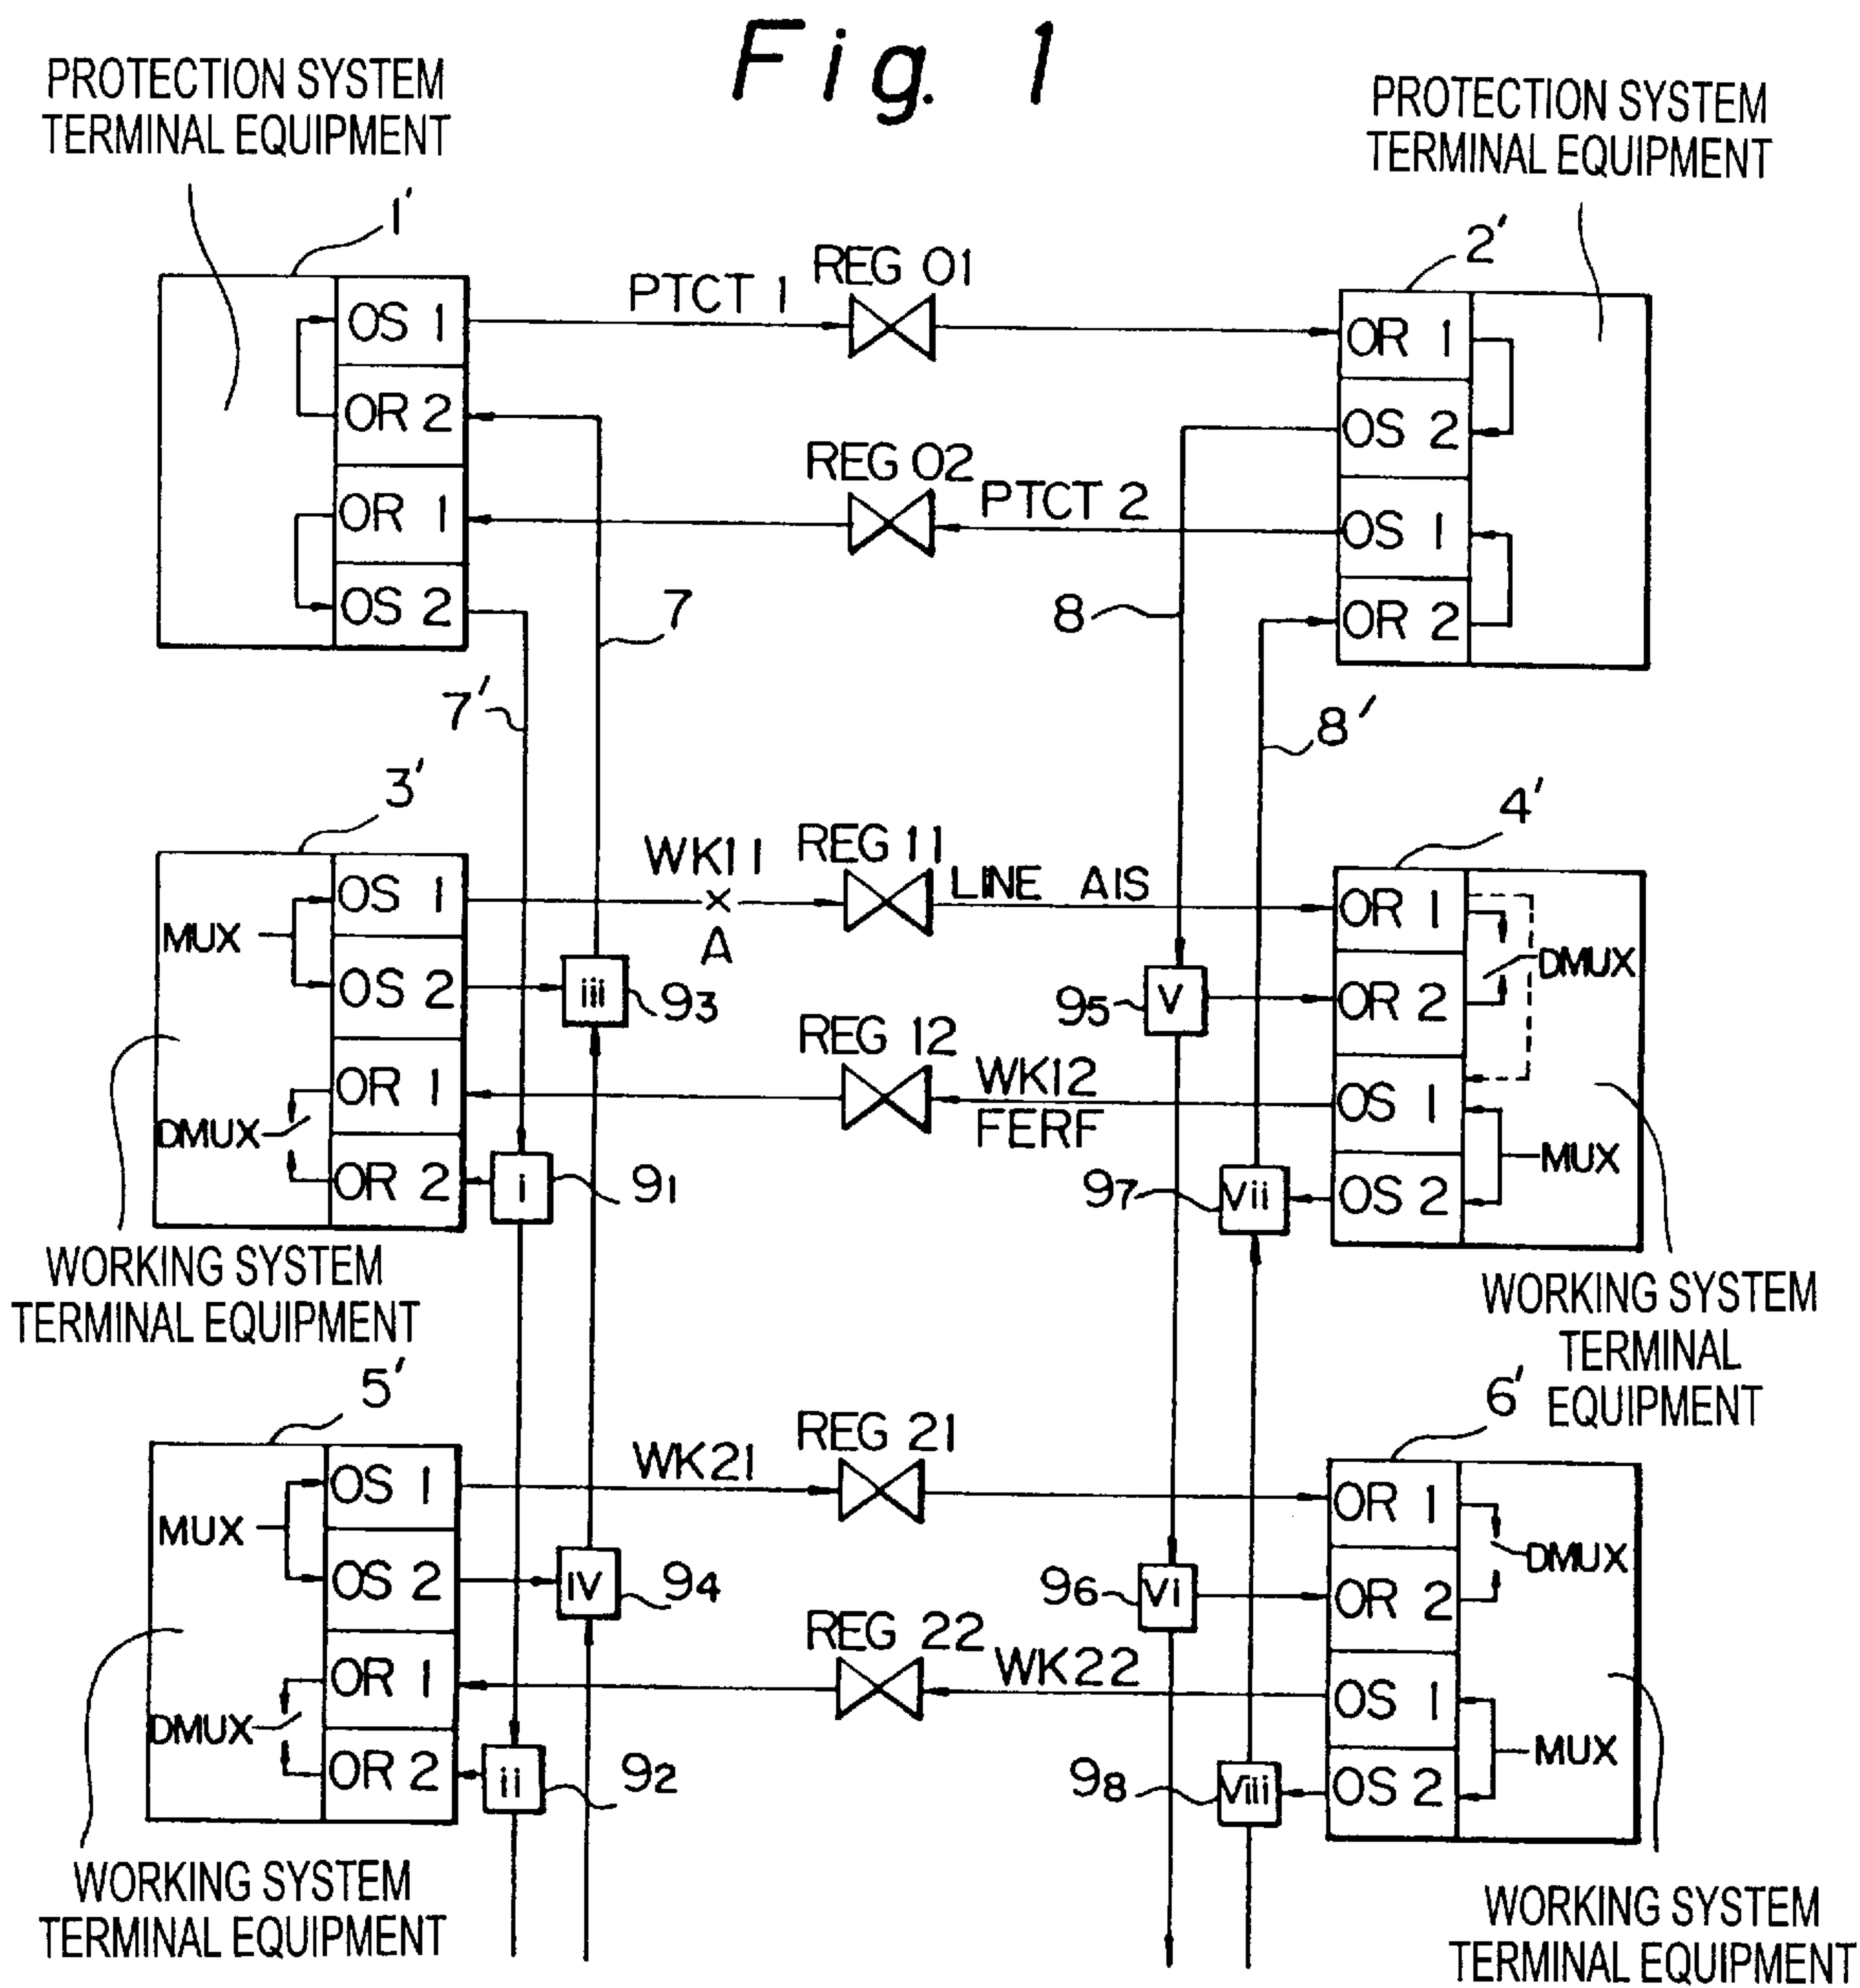 Fig. 1
PROTECTION SYSTEM
TERMINAL EQUIPMENT
PROTECTION SYSTEM
TERMINAL EQUIPMENT
1'
2'
OS 1
OR 2
OR 1
OS 2
PTCT 1
REG 01
REG 02
PTCT 2
OR 1
OS 2
OS 1
OR 2
7
7'
8
8'
3'
4'
MUX
DMUX
OS 1
OS 2
OR 1
OR 2
WK11
×
A
REG 11
LINE AIS
iii
93
i
91
REG 12
WK12
FERF
V
95
Vii
97
OR 1
OR 2
OS 1
OS 2
DMUX
MUX
WORKING SYSTEM
TERMINAL EQUIPMENT
WORKING SYSTEM
TERMINAL
EQUIPMENT
5'
6'
MUX
DMUX
OS 1
OS 2
OR 1
OR 2
WK21
REG 21
IV
94
ii
92
REG 22
WK22
Vi
96
Viii
98
OR 1
OR 2
OS 1
OS 2
DMUX
MUX
WORKING SYSTEM
TERMINAL EQUIPMENT
WORKING SYSTEM
TERMINAL EQUIPMENT